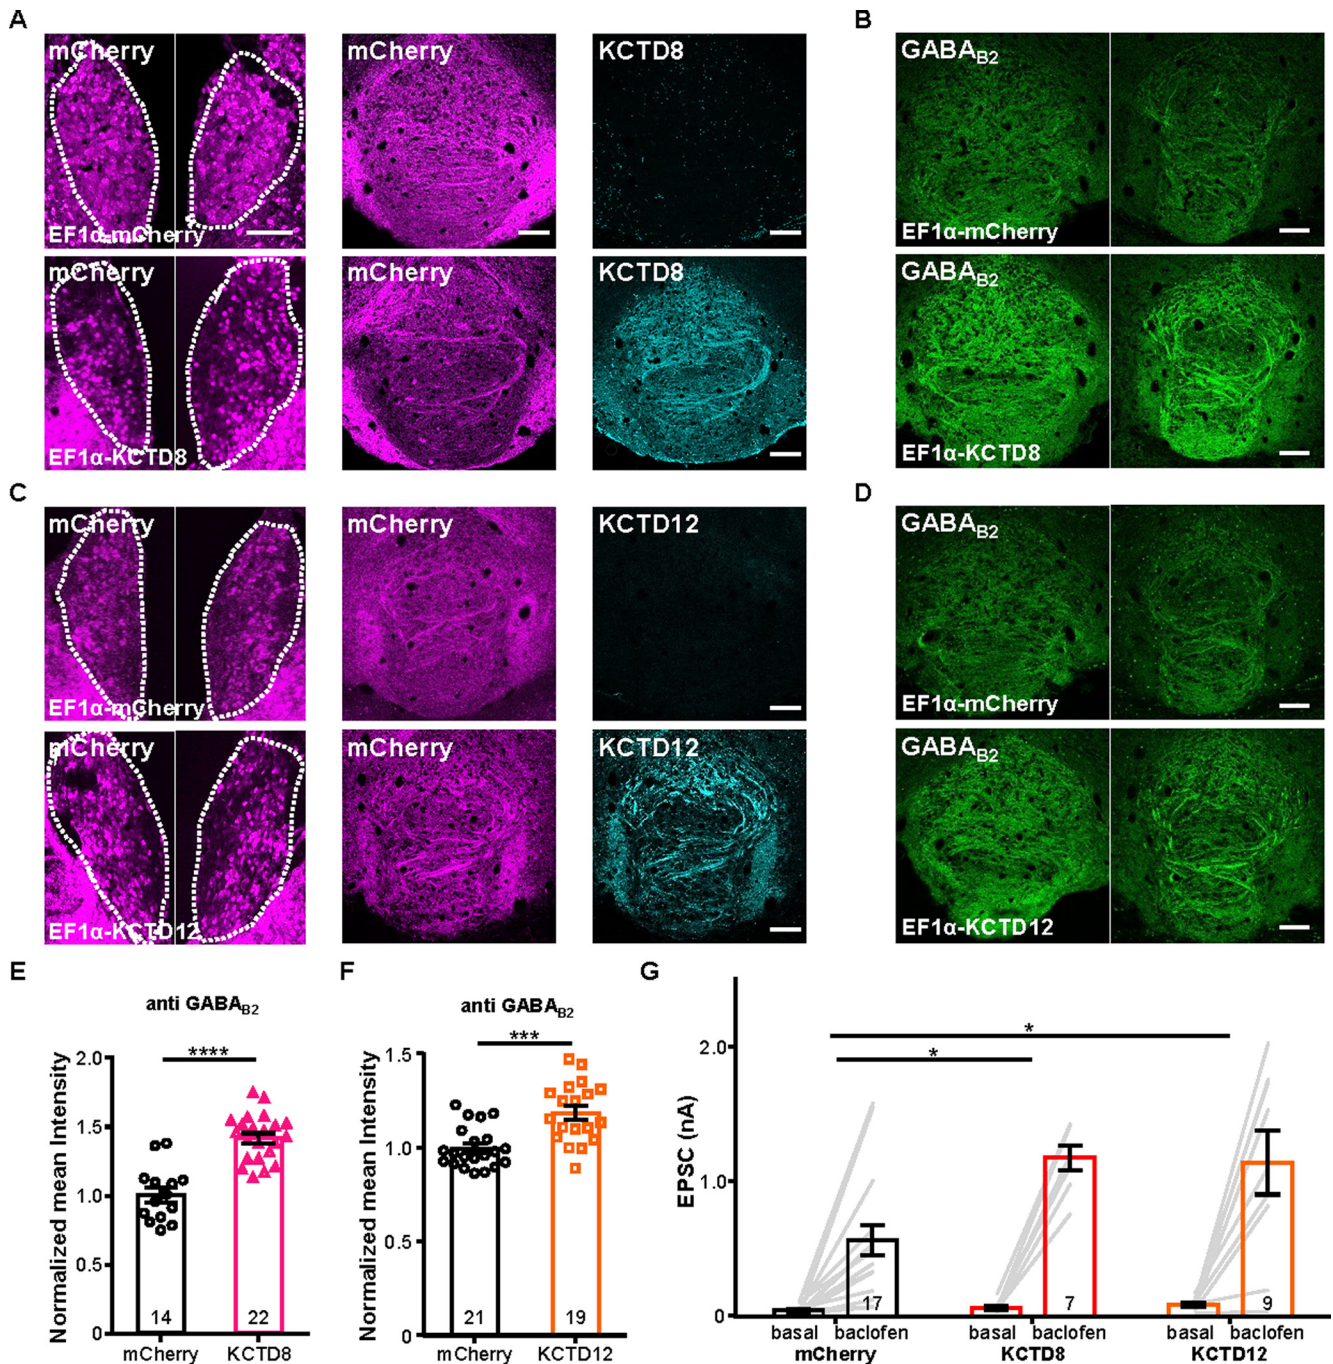 A
mCherry
mCherry
KCTD8
EF1α-mCherry
mCherry
mCherry
KCTD8
EF1α-KCTD8
B
GABAB2
EF1α-mCherry
GABAB2
EF1α-KCTD8
C
mCherry
mCherry
KCTD12
EF1α-mCherry
mCherry
mCherry
KCTD12
EF1α-KCTD12
D
GABAB2
EF1α-mCherry
GABAB2
EF1α-KCTD12
E
anti GABAB2
****
Normalized mean Intensity
2.0
1.5
1.0
0.5
0
14
22
mCherry
KCTD8
F
anti GABAB2
***
Normalized mean Intensity
1.5
1.0
0.5
0.0
21
19
mCherry
KCTD12
G
*
*
EPSC (nA)
2.0
1.0
0
17
7
9
basal baclofen
basal baclofen
basal baclofen
mCherry
KCTD8
KCTD12